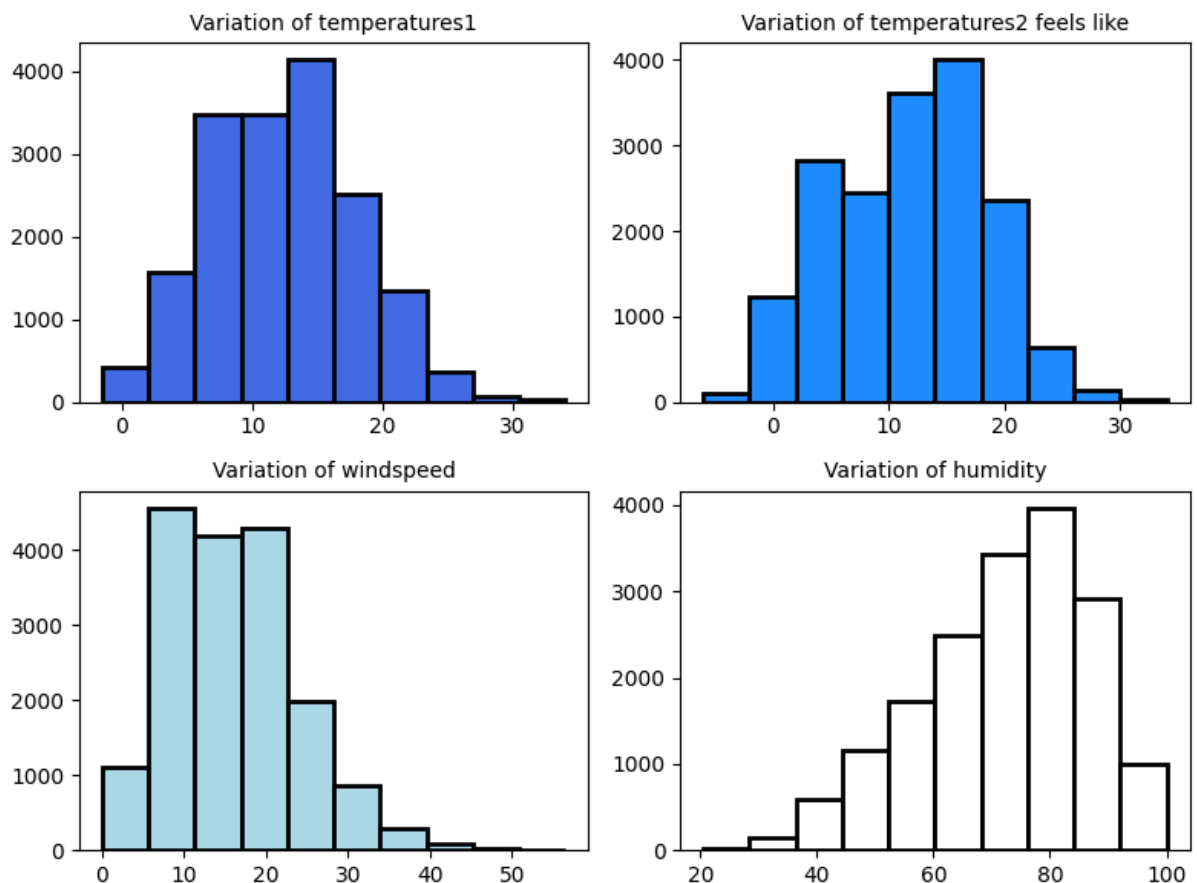 Variation of temperatures1
4000
3000
2000
1000
0
0 10 20 30
Variation of temperatures2 feels like
4000
3000
2000
1000
0
0 10 20 30
Variation of windspeed
4000
3000
2000
1000
0
0 10 20 30 40 50
Variation of humidity
4000
3000
2000
1000
0
20 40 60 80 100